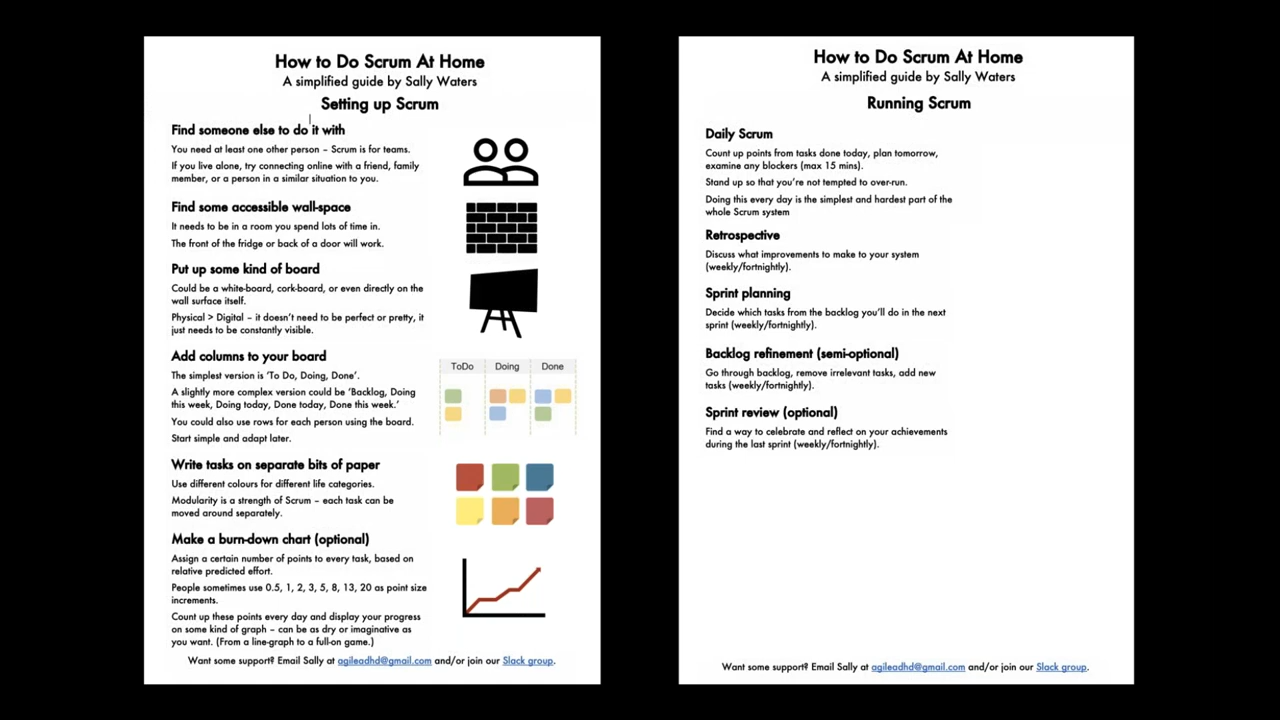 How to Do Scrum At Home
A simplified guide by Sally Waters
Setting up Scrum
Find someone else to do it with
You need at least one other person – Scrum is for teams.
If you live alone, try connecting online with a friend, family
member, or a person in a similar situation to you.
Find some accessible wall-space
It needs to be in a room you spend lots of time in.
The front of the fridge or back of a door will work.
Put up some kind of board
Could be a white-board, cork-board, or even directly on the
wall surface itself.
Physical > Digital – it doesn't need to be perfect or pretty, it
just needs to be constantly visible.
Add columns to your board
The simplest version is 'To Do, Doing, Done'.
A slightly more complex version could be 'Backlog, Doing
this week, Doing today, Done today, Done this week.'
You could also use rows for each person using the board.
Start simple and adapt later.
ToDo Doing Done
Write tasks on separate bits of paper
Use different colours for different life categories.
Modularity is a strength of Scrum – each task can be
moved around separately.
Make a burn-down chart (optional)
Assign a certain number of points to every task, based on
relative predicted effort.
People sometimes use 0.5, 1, 2, 3, 5, 8, 13, 20 as point size
increments.
Count up these points every day and display your progress
on some kind of graph – can be as dry or imaginative as
you want. (From a line-graph to a full-on game.)
Want some support? Email Sally at agileadhd@gmail.com and/or join our Slack group.
How to Do Scrum At Home
A simplified guide by Sally Waters
Running Scrum
Daily Scrum
Count up points from tasks done today, plan tomorrow,
examine any blockers (max 15 mins).
Stand up so that you're not tempted to over-run.
Doing this every day is the simplest and hardest part of the
whole Scrum system
Retrospective
Discuss what improvements to make to your system
(weekly/fortnightly).
Sprint planning
Decide which tasks from the backlog you'll do in the next
sprint (weekly/fortnightly).
Backlog refinement (semi-optional)
Go through backlog, remove irrelevant tasks, add new
tasks (weekly/fortnightly).
Sprint review (optional)
Find a way to celebrate and reflect on your achievements
during the last sprint (weekly/fortnightly).
Want some support? Email Sally at agileadhd@gmail.com and/or join our Slack group.